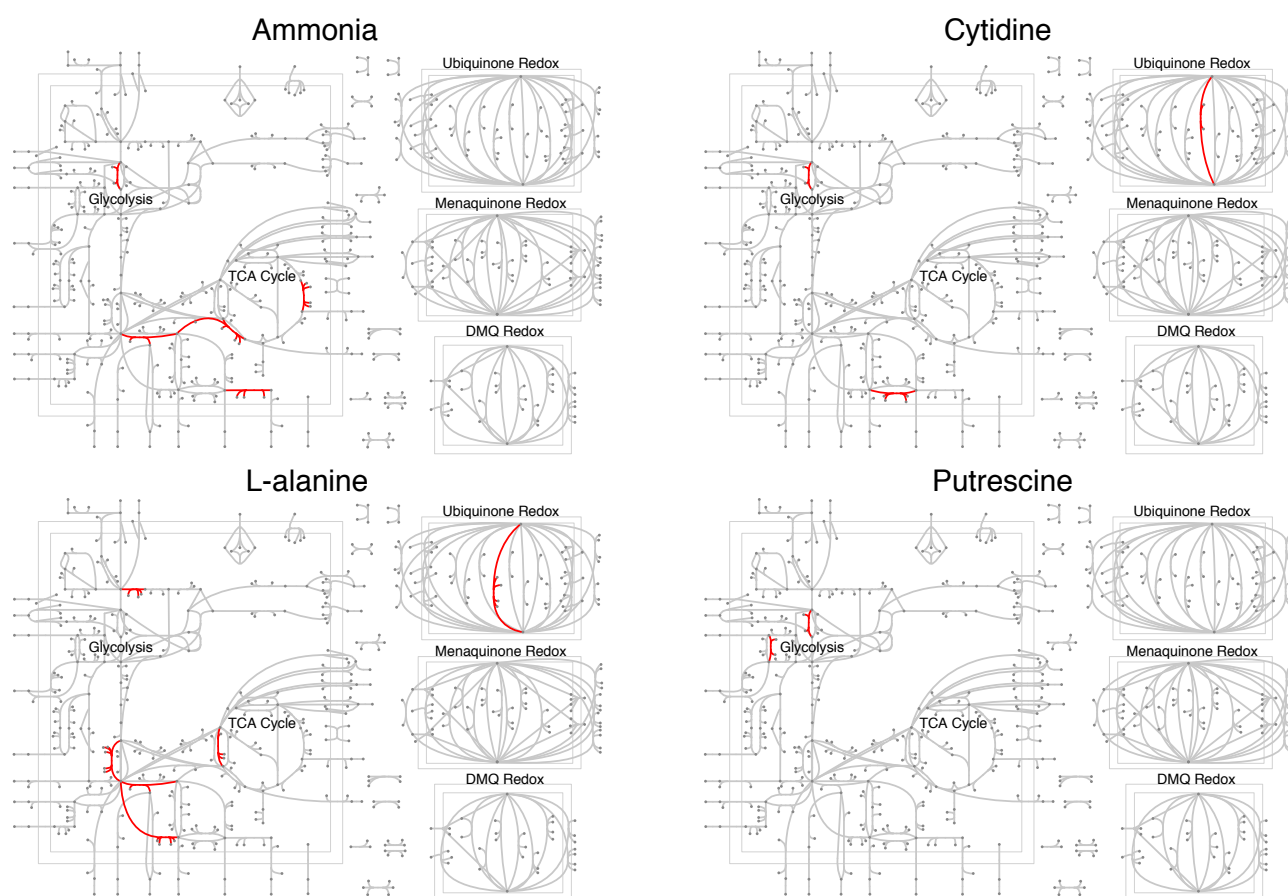 Ammonia
Ubiquinone Redox
Glycolysis
Menaquinone Redox
TCA Cycle
DMQ Redox
Cytidine
Ubiquinone Redox
Glycolysis
Menaquinone Redox
TCA Cycle
DMQ Redox
L-alanine
Ubiquinone Redox
Glycolysis
Menaquinone Redox
TCA Cycle
DMQ Redox
Putrescine
Ubiquinone Redox
Glycolysis
Menaquinone Redox
TCA Cycle
DMQ Redox